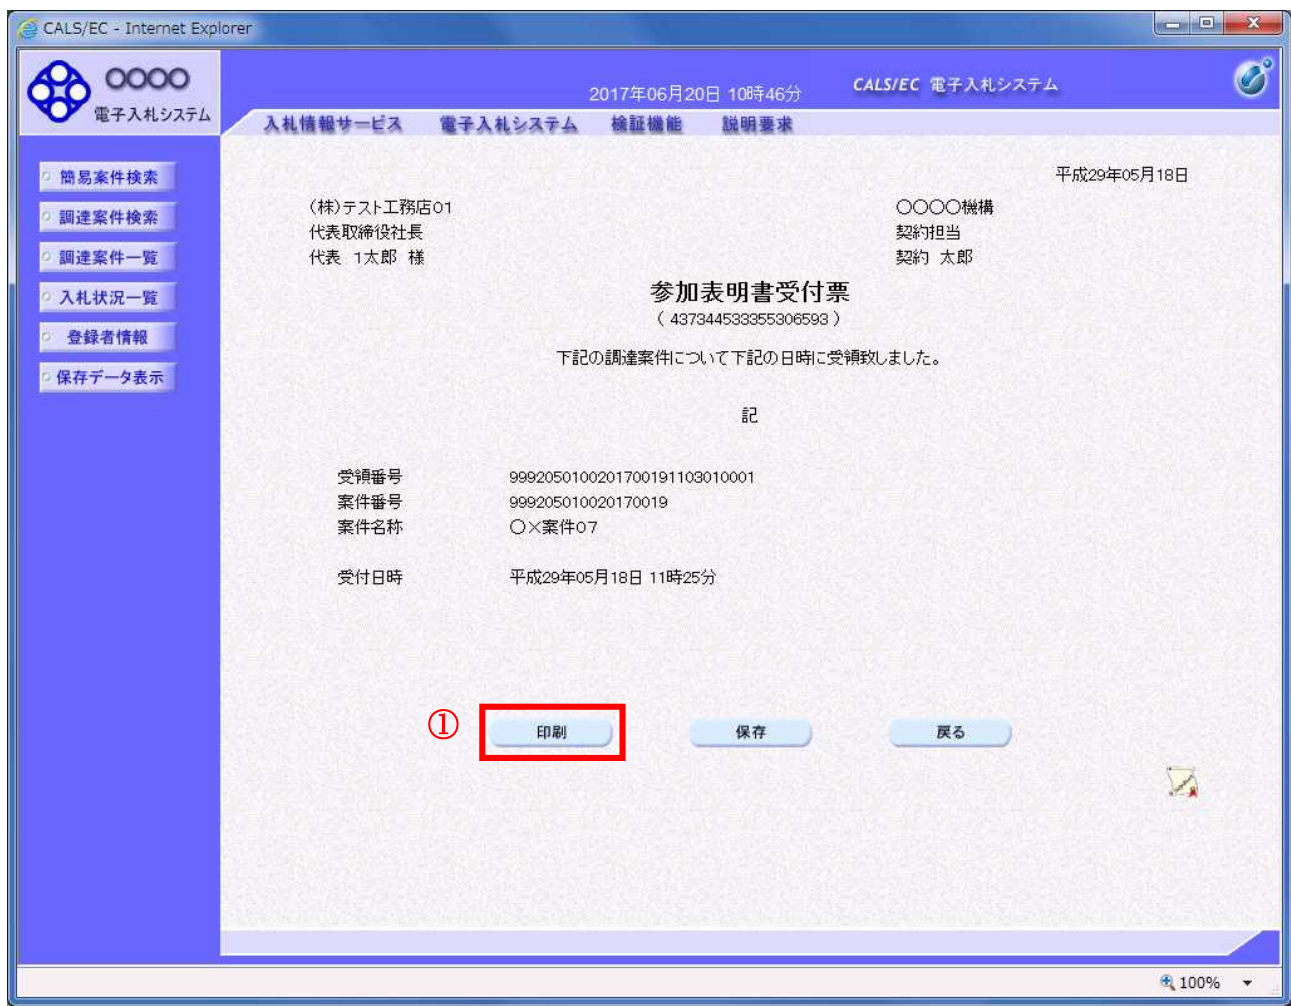 CALS/EC - Internet Explorer
○○○○
電子入札システム
2017年06月20日 10時46分
CALS/EC 電子入札システム
入札情報サービス 電子入札システム 検証機能 説明要求
簡易案件検索
調達案件検索
調達案件一覧
入札状況一覧
登録者情報
保存データ表示
平成29年05月18日
(株)テスト工務店01
代表取締役社長
代表 1太郎 様
○○○○機構
契約担当
契約 太郎
参加表明書受付票
( 437344533355306593 )
下記の調達案件について下記の日時に受領致しました。
記
受領番号 99920501002017001911030​10001
案件番号 999205010020170019
案件名称 ○×案件07
受付日時 平成29年05月18日 11時25分
①
印刷 保存 戻る
100%